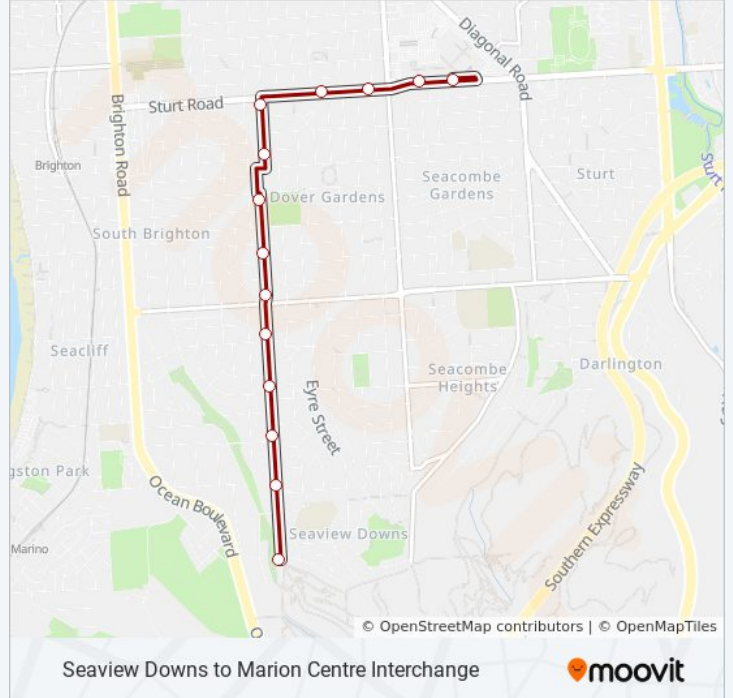 Diagonal Road
Sturt Road
Brighton Road
Brighton
Seacombe
Gardens
Sturt
Dover Gardens
South Brighton
Seacliff
Seacombe
Heights
Darlington
Eyre Street
gston Park
Ocean Boulevard
Seaview Downs
Southern Expressway
Marino
© OpenStreetMap contributors | © OpenMapTiles
Seaview Downs to Marion Centre Interchange
moovit